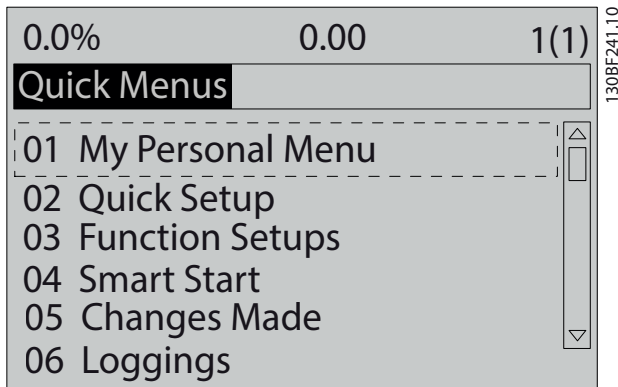 0.0% 0.00 1(1)
Quick Menus
01 My Personal Menu
02 Quick Setup
03 Function Setups
04 Smart Start
05 Changes Made
06 Loggings
130BF241.10